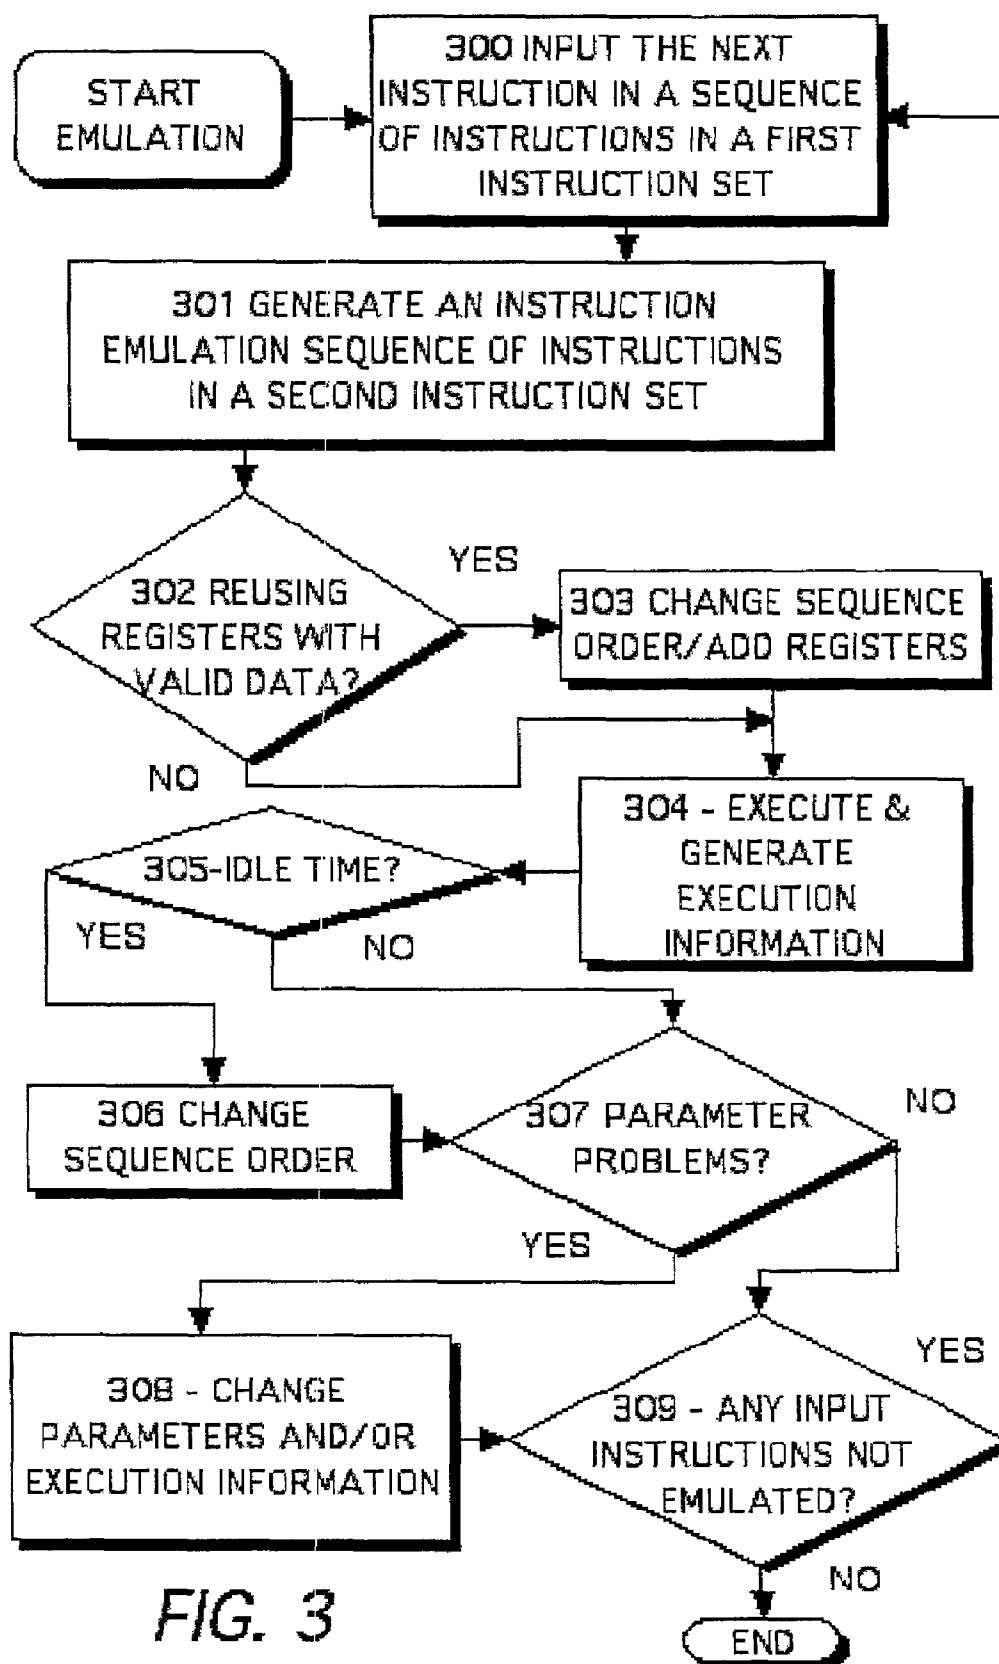 START
EMULATION
300 INPUT THE NEXT
INSTRUCTION IN A SEQUENCE
OF INSTRUCTIONS IN A FIRST
INSTRUCTION SET
301 GENERATE AN INSTRUCTION
EMULATION SEQUENCE OF INSTRUCTIONS
IN A SECOND INSTRUCTION SET
302 REUSING
REGISTERS WITH
VALID DATA?
YES
NO
303 CHANGE SEQUENCE
ORDER/ADD REGISTERS
304 - EXECUTE &
GENERATE
EXECUTION
INFORMATION
305-IDLE TIME?
YES
NO
306 CHANGE
SEQUENCE ORDER
307 PARAMETER
PROBLEMS?
NO
YES
308 - CHANGE
PARAMETERS AND/OR
EXECUTION INFORMATION
309 - ANY INPUT
INSTRUCTIONS NOT
EMULATED?
YES
NO
END
FIG. 3